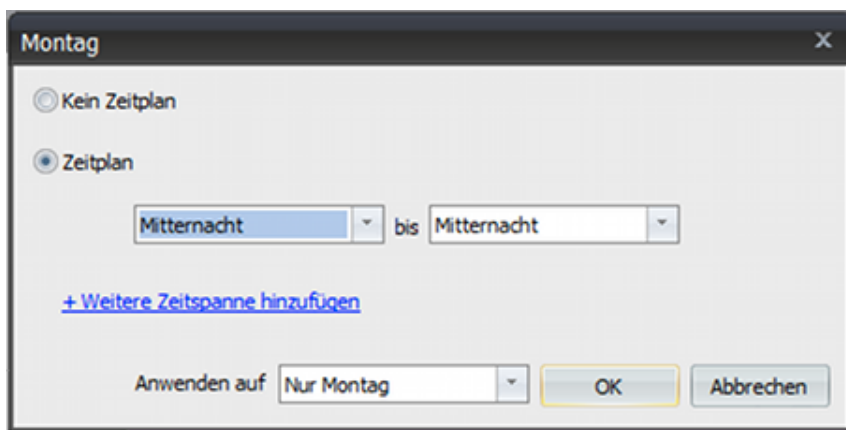 Montag x
Kein Zeitplan
Zeitplan
Mitternacht bis Mitternacht
+ Weitere Zeitspanne hinzufügen
Anwenden auf Nur Montag OK Abbrechen